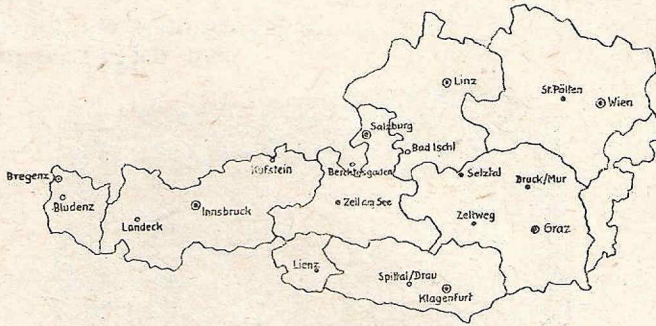 Linz
St.Pölten
Wien
Salzburg
Bad Ischl
Kufstein
Berchtesgaden
Selztal
Bruck/Mur
Bregenz
Bludenz
Landeck
Innsbruck
Zell am See
Zeltweg
Graz
Lienz
Spittal/Drau
Klagenfurt